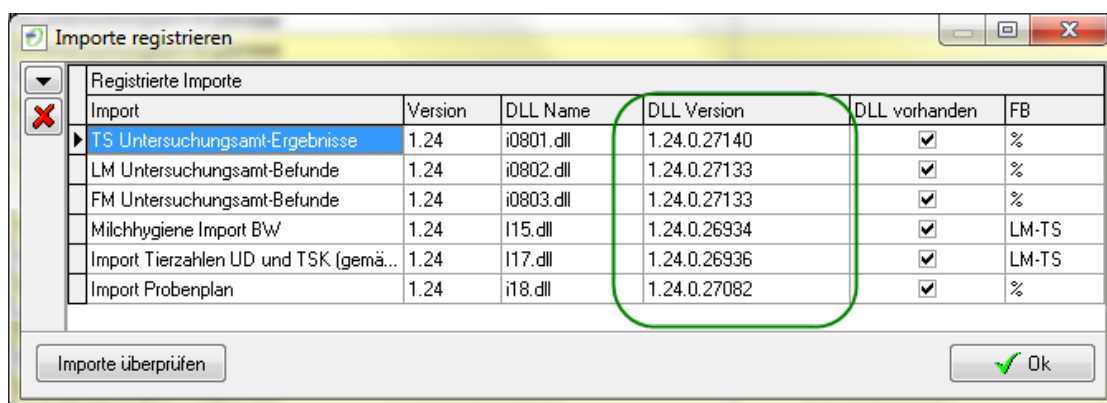 Importe registrieren
Registrierte Importe
Import Version DLL Name DLL Version DLL vorhanden FB
TS Untersuchungsamt-Ergebnisse 1.24 i0801.dll 1.24.0.27140 %
LM Untersuchungsamt-Befunde 1.24 i0802.dll 1.24.0.27133 %
FM Untersuchungsamt-Befunde 1.24 i0803.dll 1.24.0.27133 %
Milchhygiene Import BW 1.24 I15.dll 1.24.0.26934 LM-TS
Import Tierzahlen UD und TSK (gemä... 1.24 I17.dll 1.24.0.26936 LM-TS
Import Probenplan 1.24 i18.dll 1.24.0.27082 %
Importe überprüfen Ok